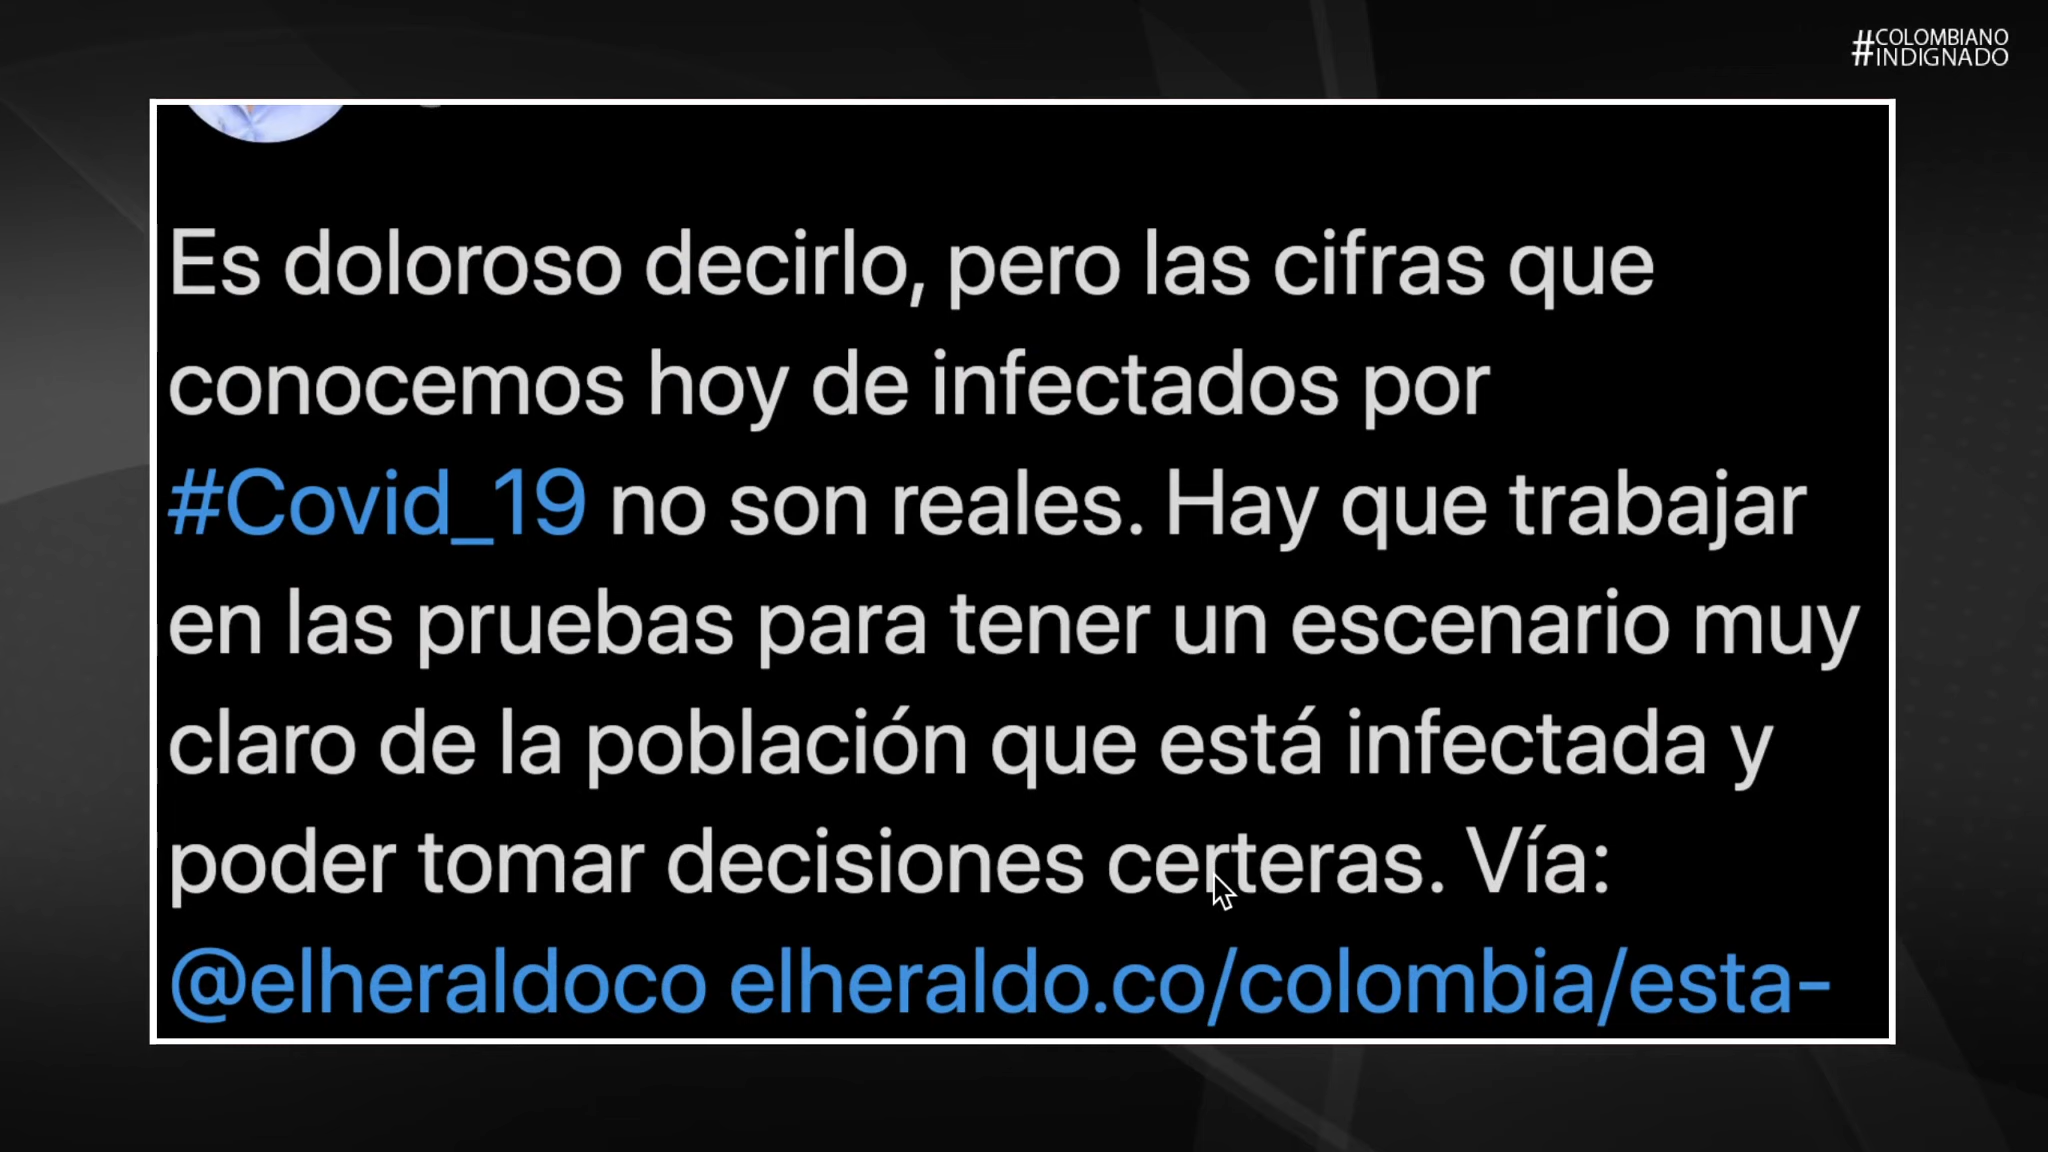 #COLOMBIANO
INDIGNADO
Es doloroso decirlo, pero las cifras que
conocemos hoy de infectados por
#Covid_19 no son reales. Hay que trabajar
en las pruebas para tener un escenario muy
claro de la población que está infectada y
poder tomar decisiones certeras. Vía:
@elheraldoco elheraldo.co/colombia/esta-